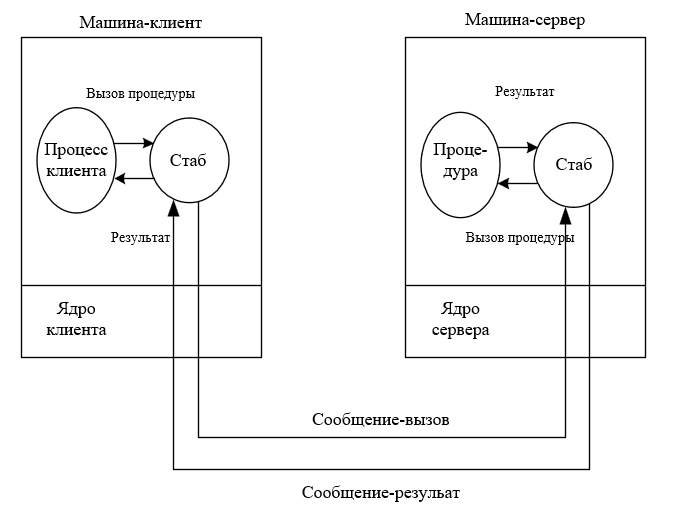 Машина-клиент
Машина-сервер
Вызов процедуры
Результат
Процесс
клиента
Стаб
Проце-
дура
Стаб
Результат
Вызов процедуры
Ядро
клиента
Ядро
сервера
Сообщение-вызов
Сообщение-резульат